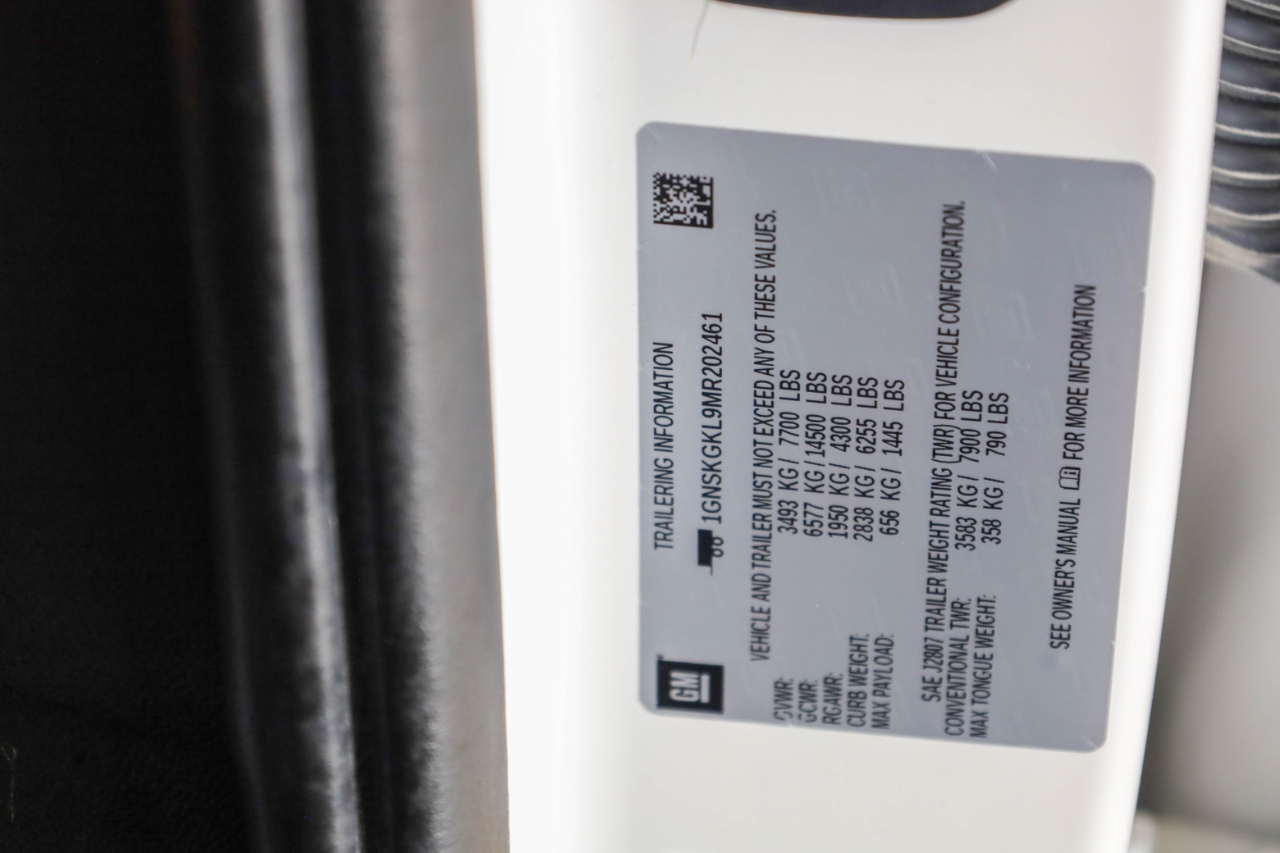 GM
TRAILERING INFORMATION
1GNSKGKL9MR202461
VEHICLE AND TRAILER MUST NOT EXCEED ANY OF THESE VALUES.
GVWR: 3493 KG / 7700 LBS
GCWR: 6577 KG / 14500 LBS
RGAWR: 1950 KG / 4300 LBS
CURB WEIGHT: 2838 KG / 6255 LBS
MAX PAYLOAD: 656 KG / 1445 LBS
SAE J2807 TRAILER WEIGHT RATING (TWR) FOR VEHICLE CONFIGURATION.
CONVENTIONAL TWR: 3583 KG / 7900 LBS
MAX TONGUE WEIGHT: 358 KG / 790 LBS
SEE OWNER'S MANUAL FOR MORE INFORMATION